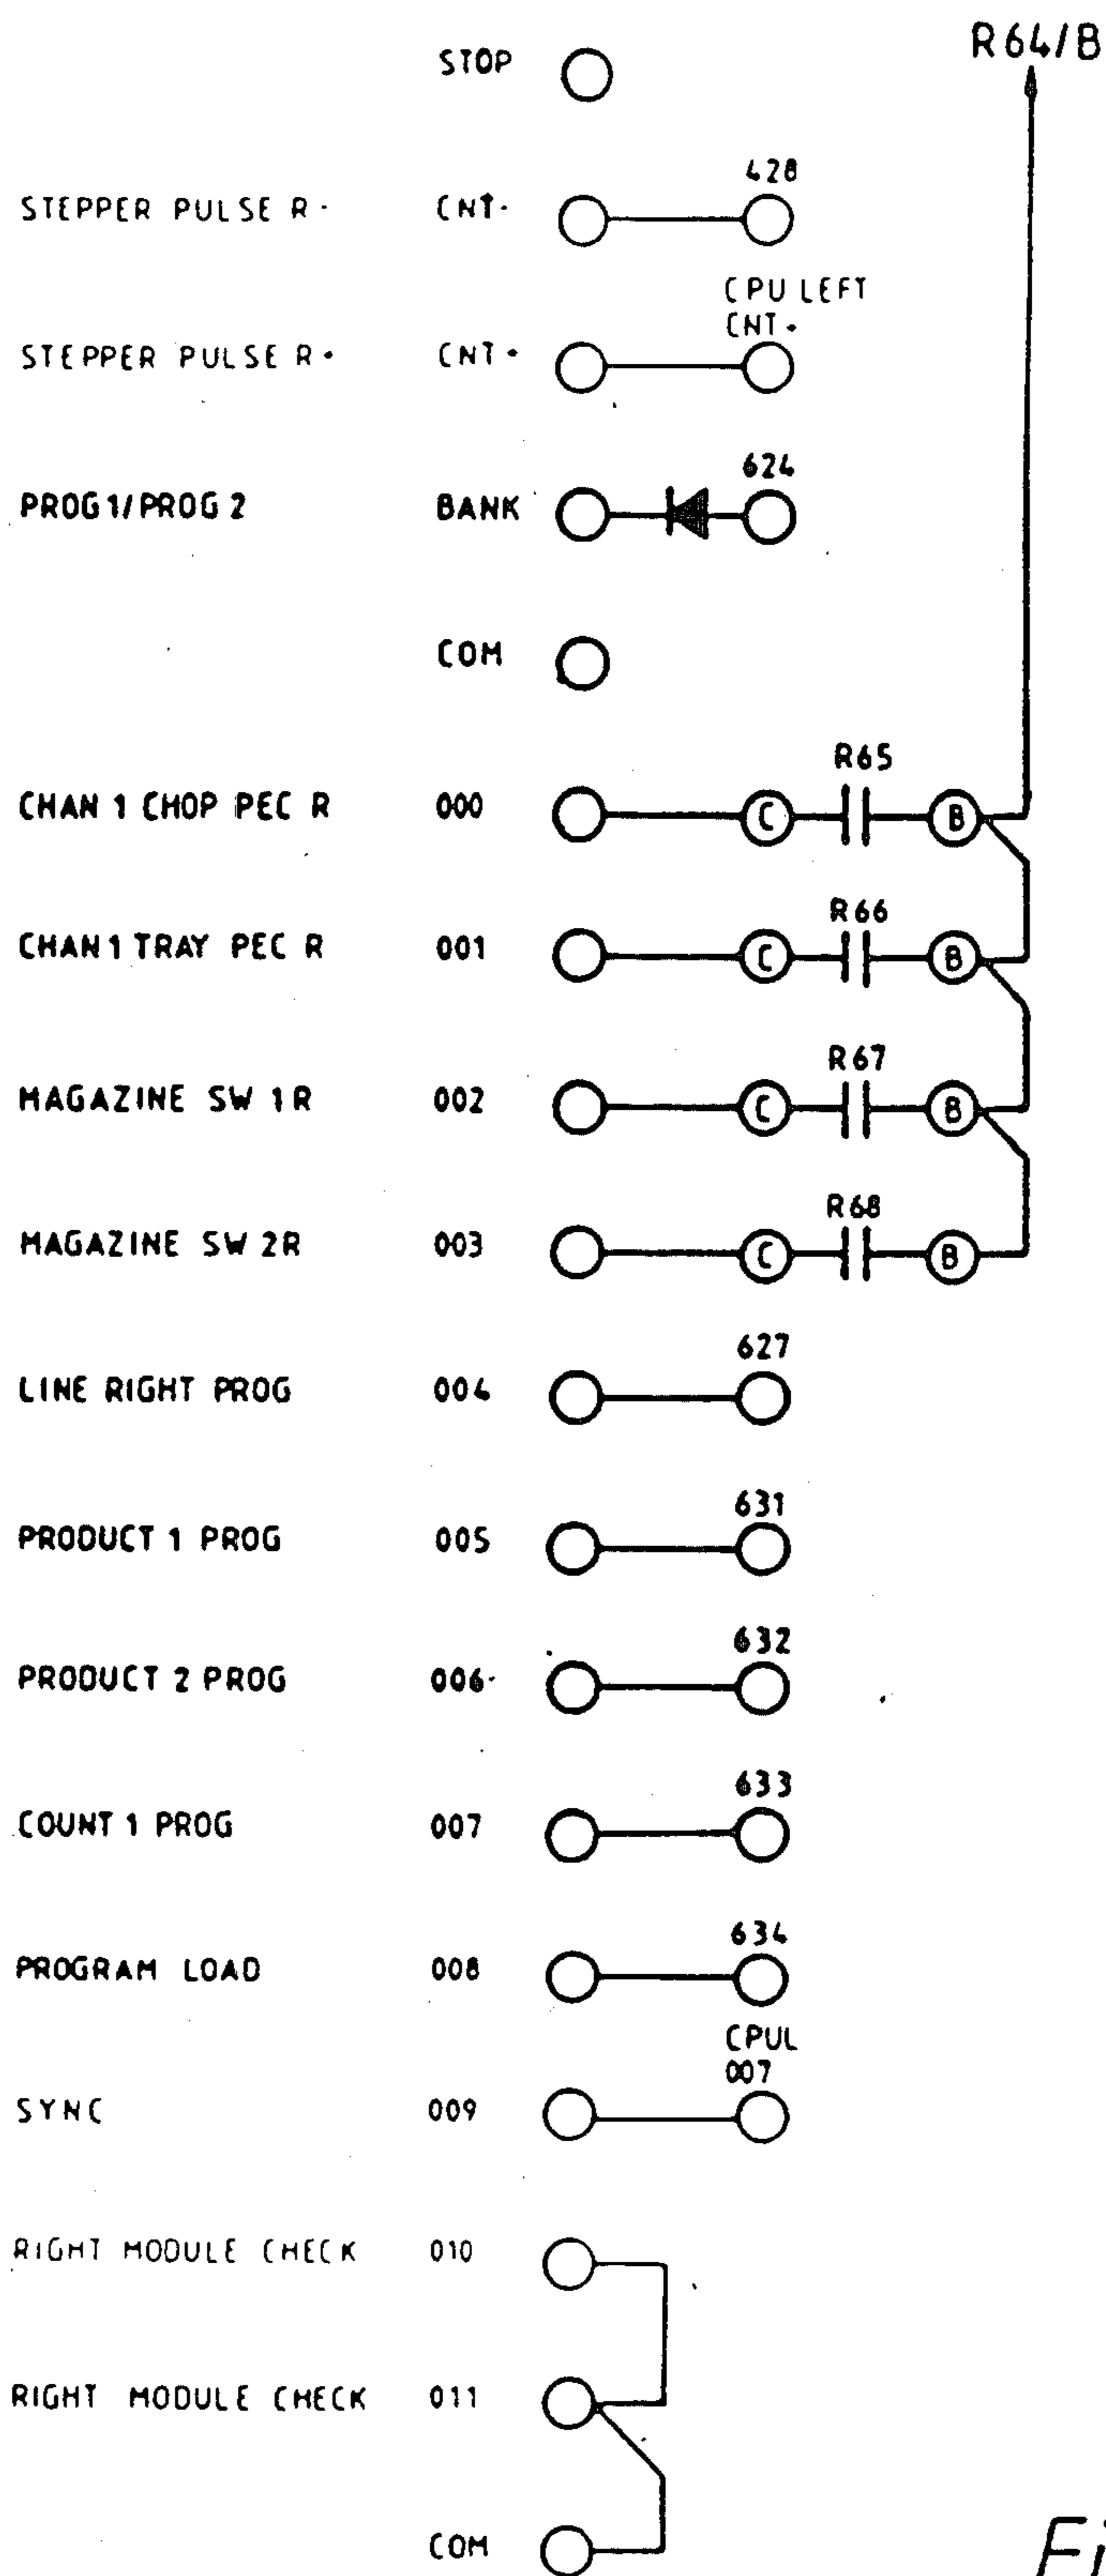 R64/B
STOP
428
STEPPER PULSE R - CNT-
CPU LEFT
CNT +
STEPPER PULSE R + CNT +
624
PROG 1/PROG 2 BANK
COM
R65
CHAN 1 CHOP PEC R 000 C B
R66
CHAN 1 TRAY PEC R 001 C B
R67
MAGAZINE SW 1R 002 C B
R68
MAGAZINE SW 2R 003 C B
627
LINE RIGHT PROG 004
631
PRODUCT 1 PROG 005
632
PRODUCT 2 PROG 006
633
COUNT 1 PROG 007
634
PROGRAM LOAD 008
CPUL
007
SYNC 009
RIGHT MODULE CHECK 010
RIGHT MODULE CHECK 011
COM